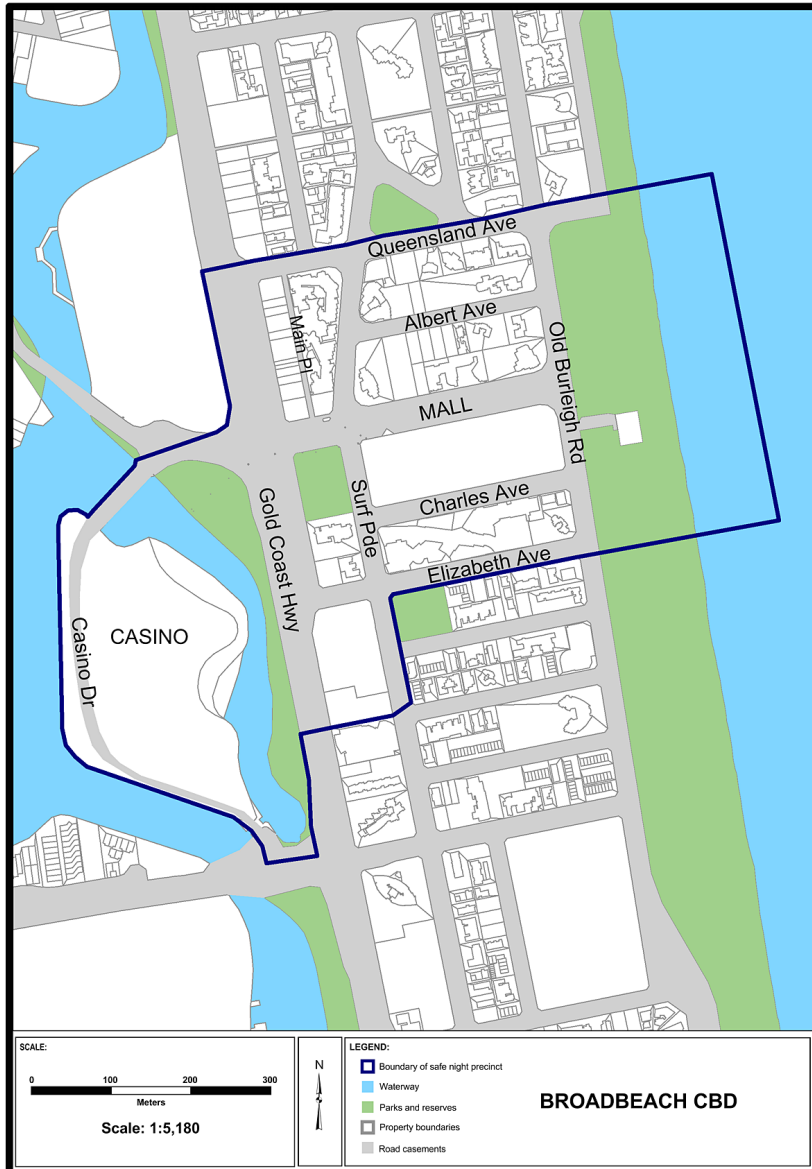 Queensland Ave
Albert Ave
Main Pl
MALL
Old Burleigh Rd
Charles Ave
Surf Pde
Gold Coast Hwy
Elizabeth Ave
CASINO
Casino Dr
SCALE:
0 100 200 300
Meters
Scale: 1:5,180
N
LEGEND:
Boundary of safe night precinct
Waterway
Parks and reserves
Property boundaries
Road casements
BROADBEACH CBD